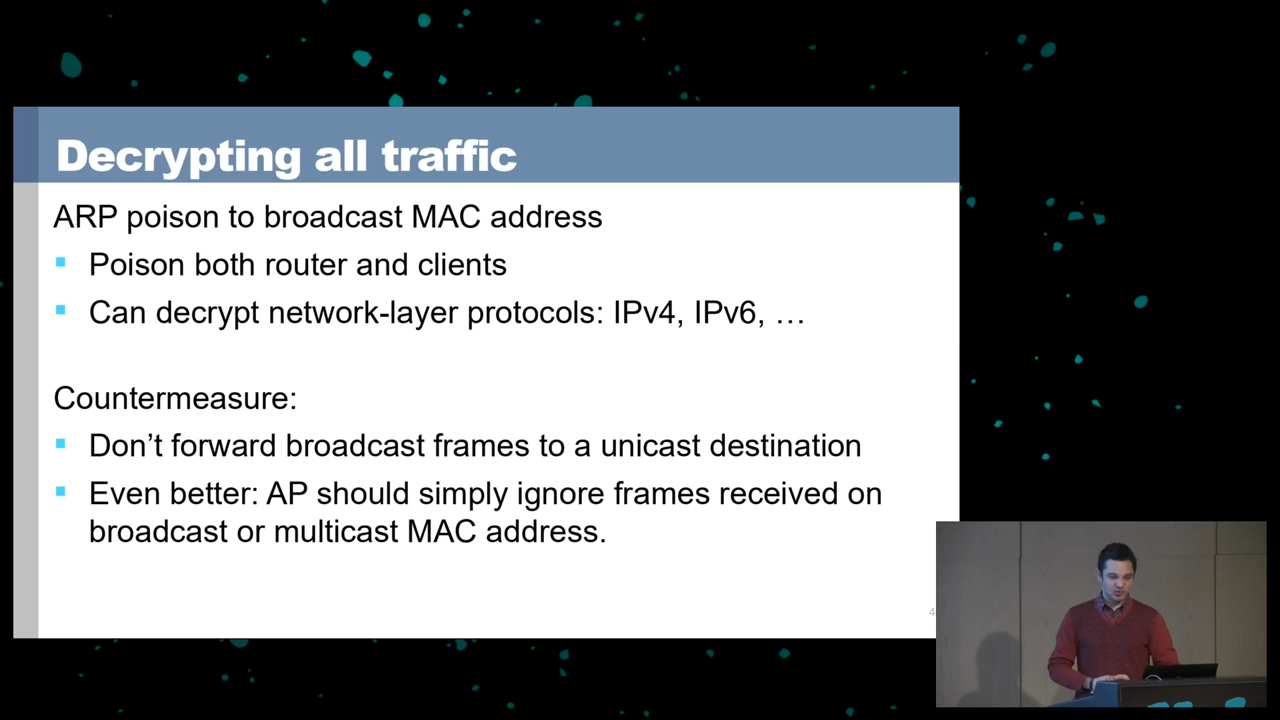 Decrypting all traffic
ARP poison to broadcast MAC address
Poison both router and clients
Can decrypt network-layer protocols: IPv4, IPv6, …
Countermeasure:
Don’t forward broadcast frames to a unicast destination
Even better: AP should simply ignore frames received on
broadcast or multicast MAC address.